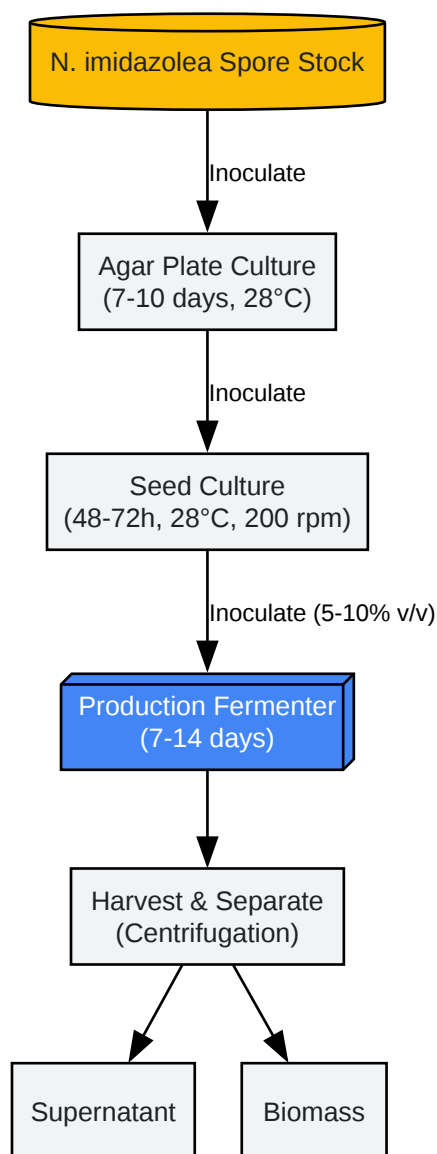 N. imidazolea Spore Stock
Inoculate
Agar Plate Culture
(7-10 days, 28°C)
Inoculate
Seed Culture
(48-72h, 28°C, 200 rpm)
Inoculate (5-10% v/v)
Production Fermenter
(7-14 days)
Harvest & Separate
(Centrifugation)
Supernatant
Biomass